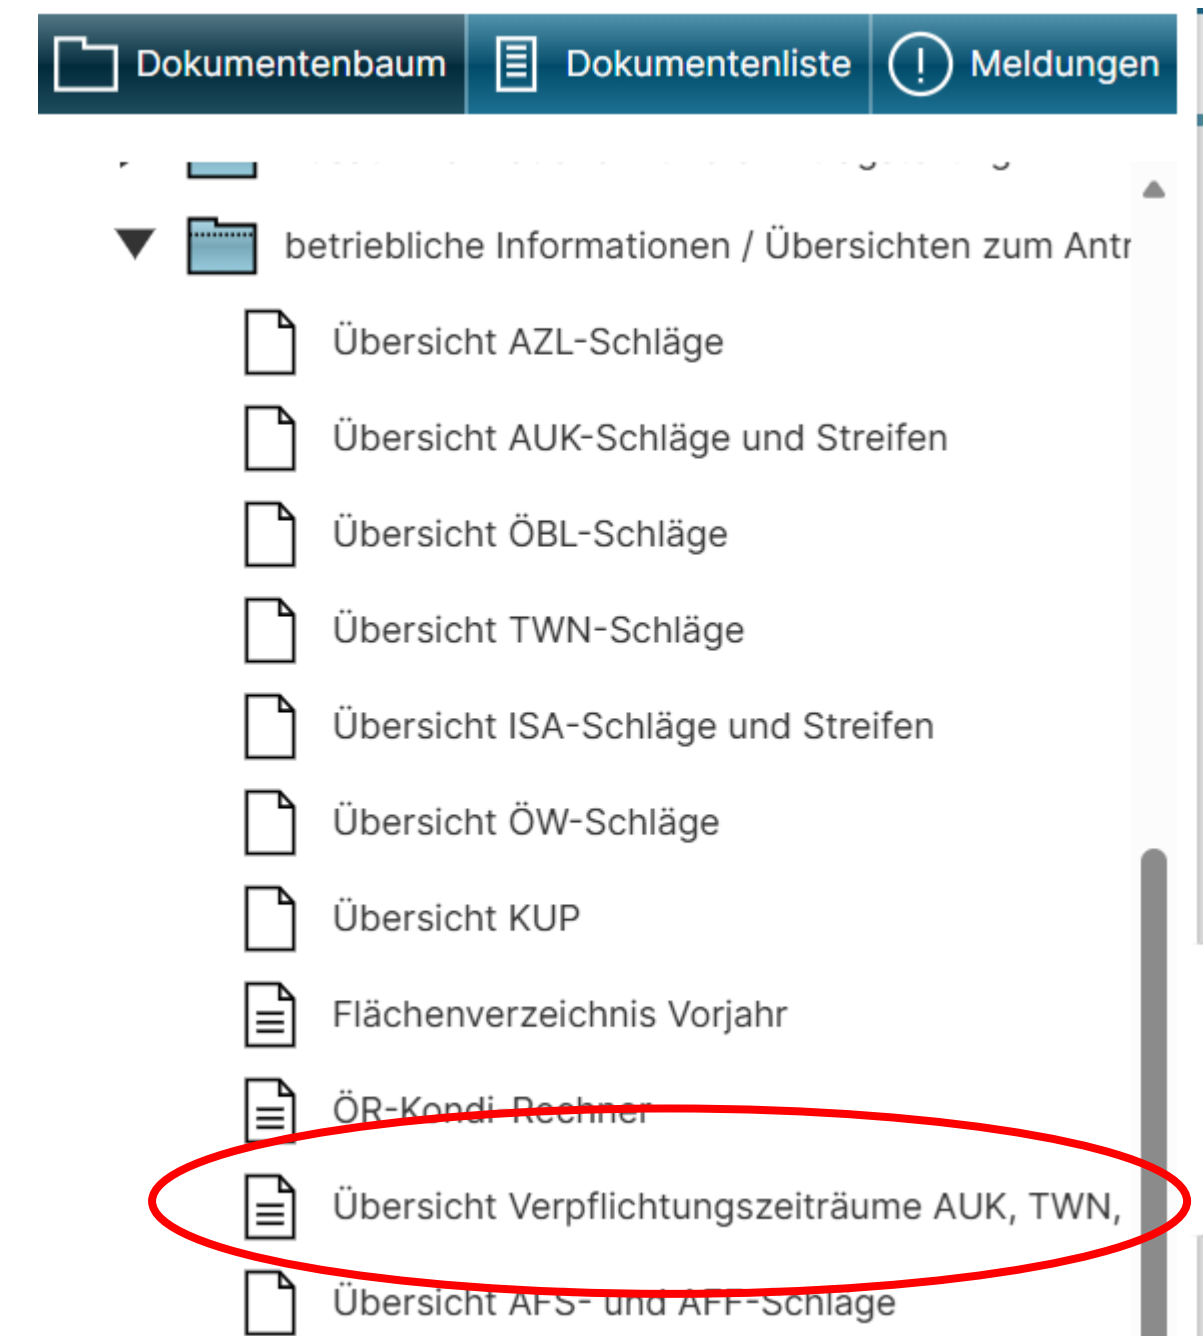 Dokumentenbaum Dokumentenliste Meldungen
betriebliche Informationen / Übersichten zum Antr
Übersicht AZL-Schläge
Übersicht AUK-Schläge und Streifen
Übersicht ÖBL-Schläge
Übersicht TWN-Schläge
Übersicht ISA-Schläge und Streifen
Übersicht ÖW-Schläge
Übersicht KUP
Flächenverzeichnis Vorjahr
ÖR-Kondi-Rechner
Übersicht Verpflichtungszeiträume AUK, TWN,
Übersicht AFS- und AFF-Schläge